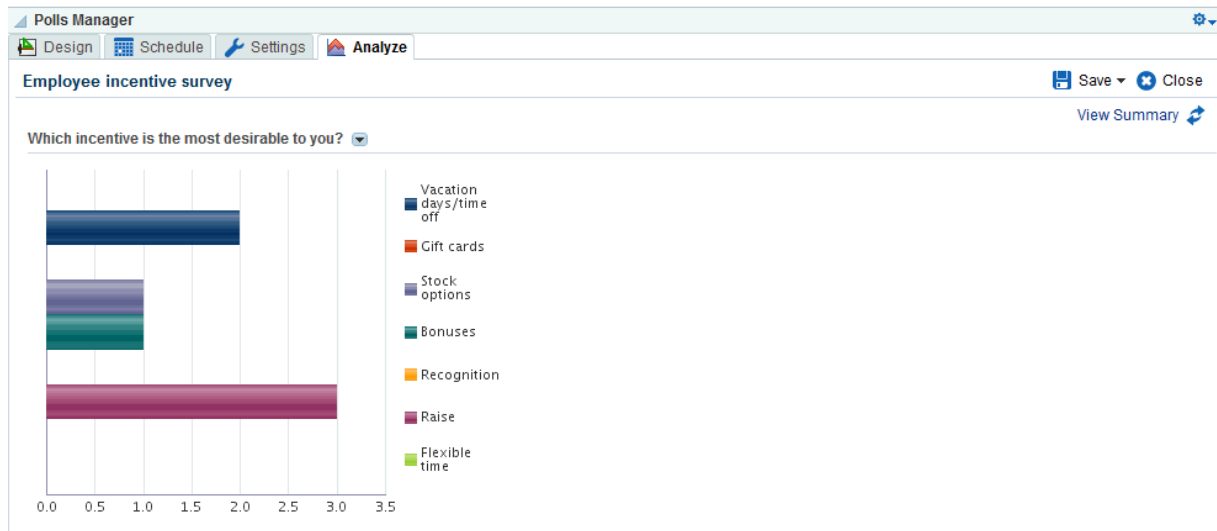 Polls Manager
Design Schedule Settings Analyze
Employee incentive survey Save Close
View Summary
Which incentive is the most desirable to you?
Vacation
days/time
off
Gift cards
Stock
options
Bonuses
Recognition
Raise
Flexible
time
0.0 0.5 1.0 1.5 2.0 2.5 3.0 3.5